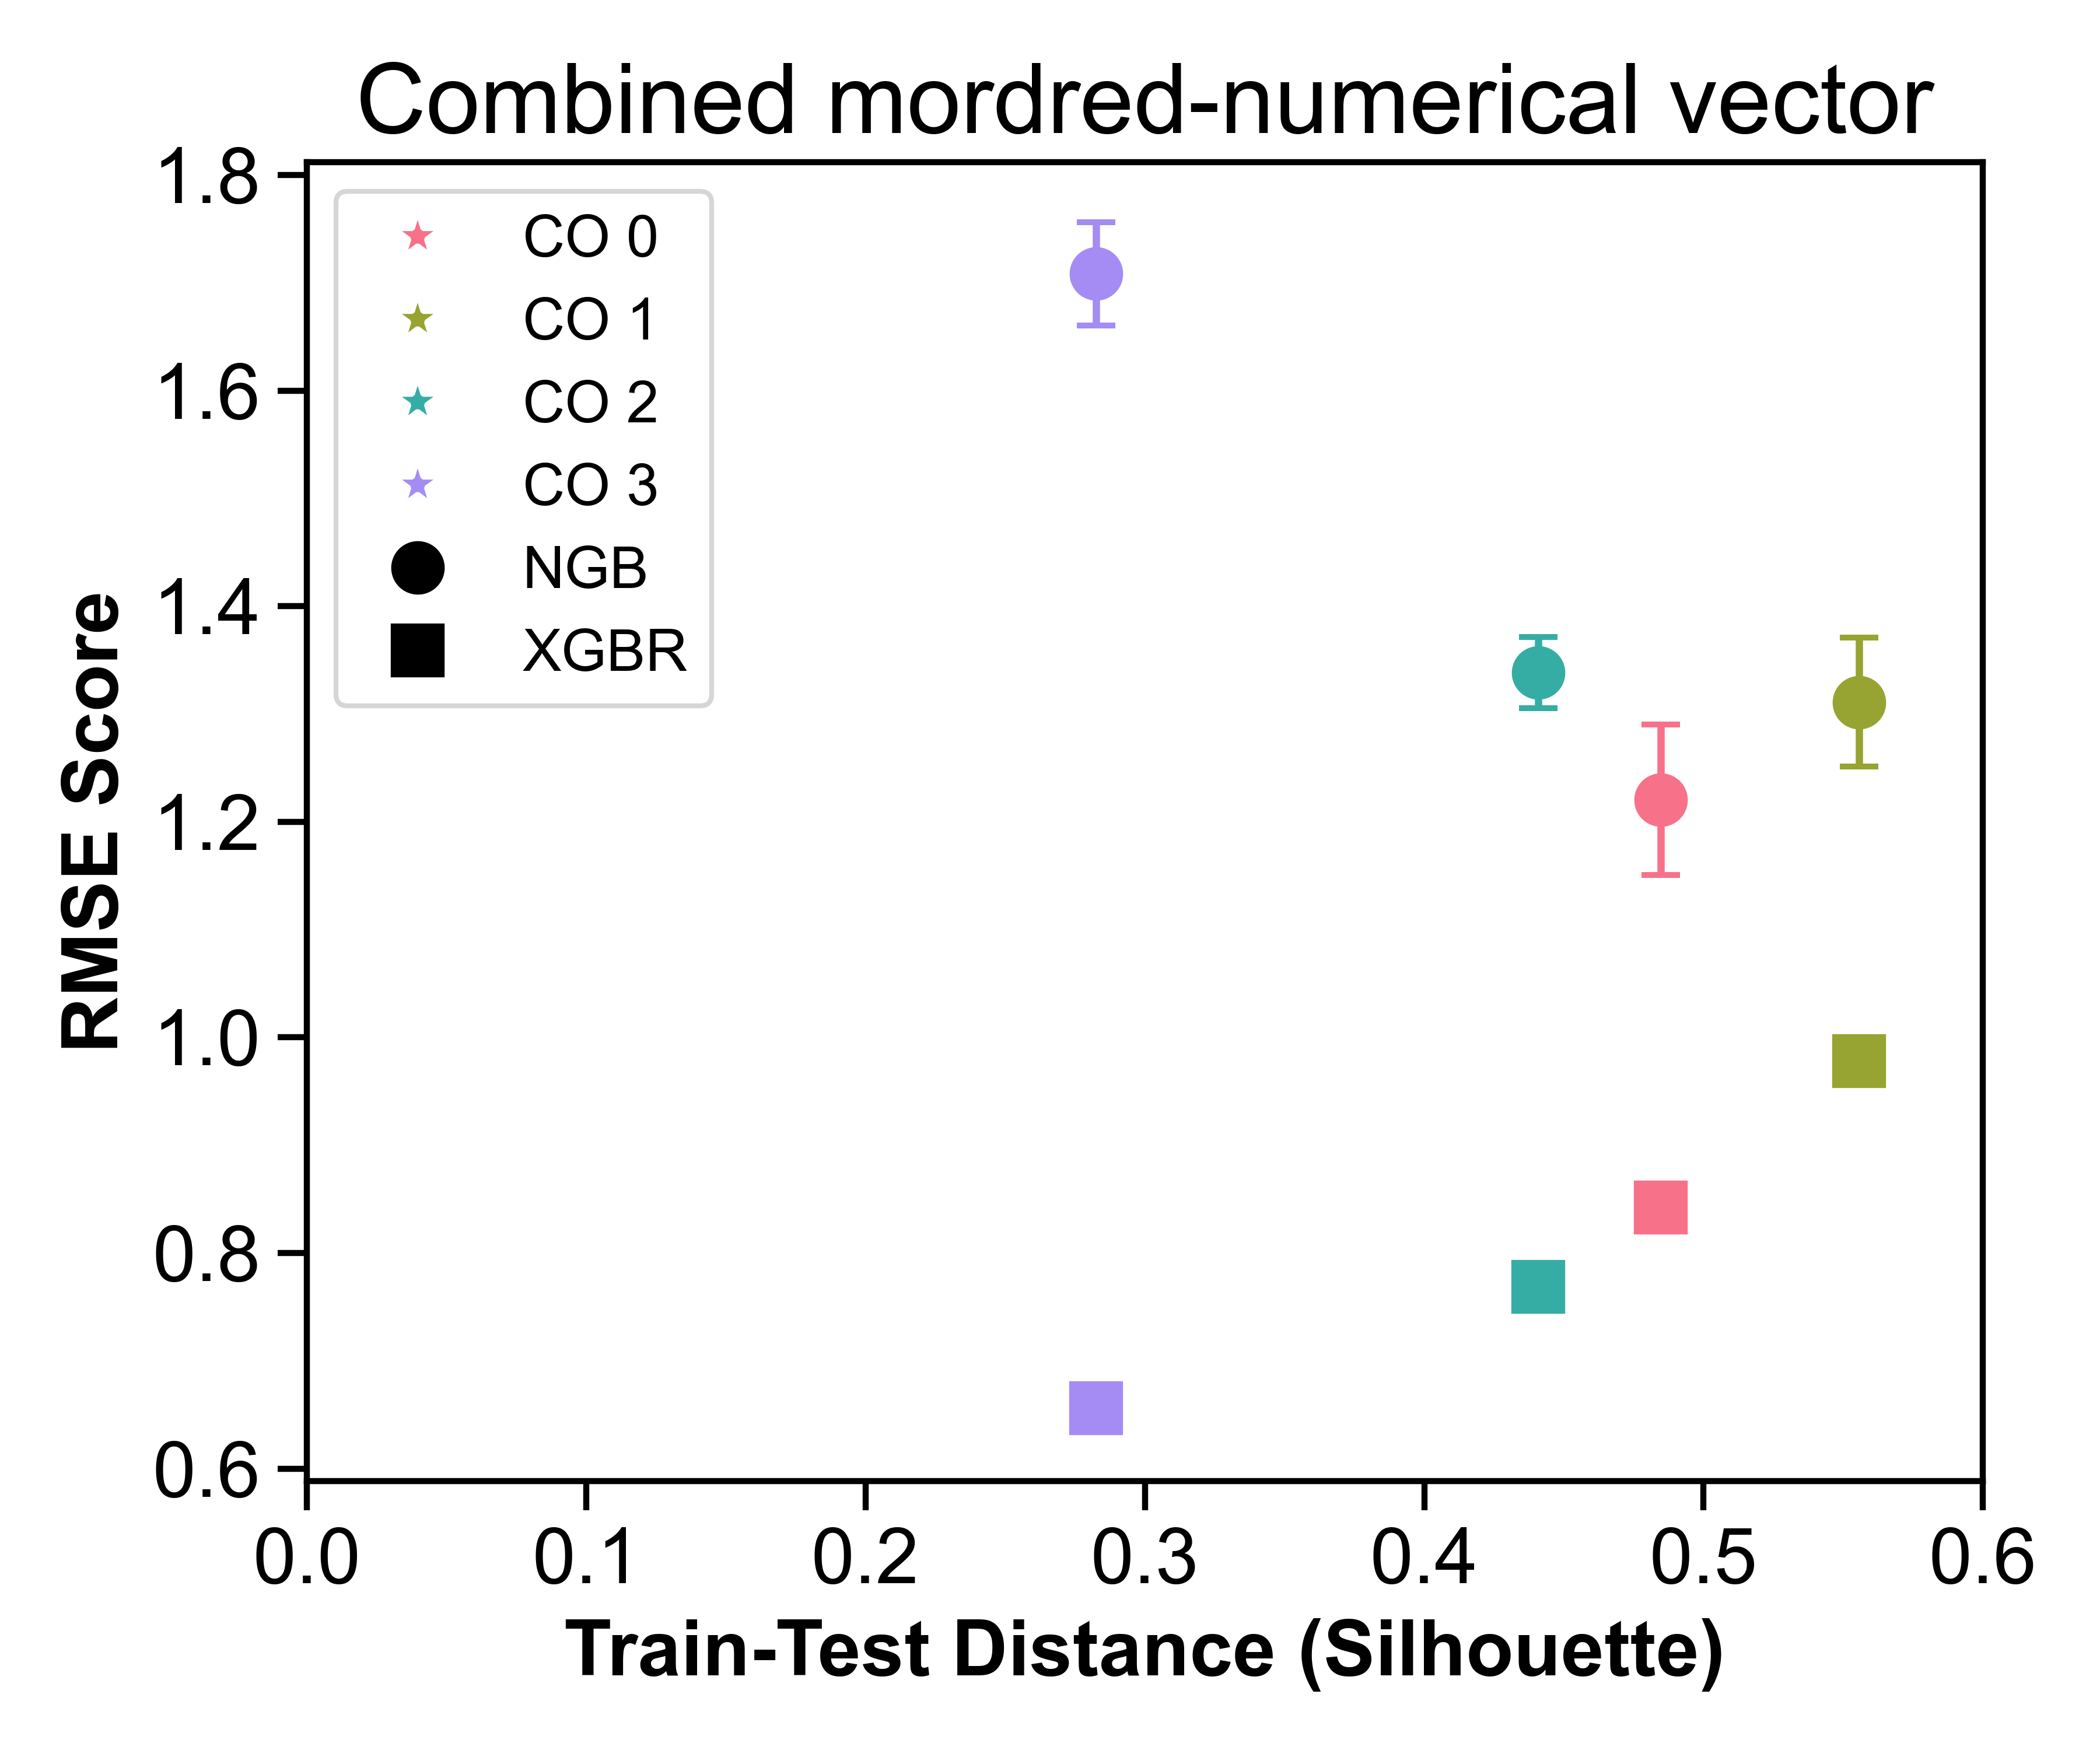 Combined mordred-numerical vector
CO 0
CO 1
CO 2
CO 3
NGB
XGBR
RMSE Score
1.8
1.6
1.4
1.2
1.0
0.8
0.6
0.0 0.1 0.2 0.3 0.4 0.5 0.6
Train-Test Distance (Silhouette)